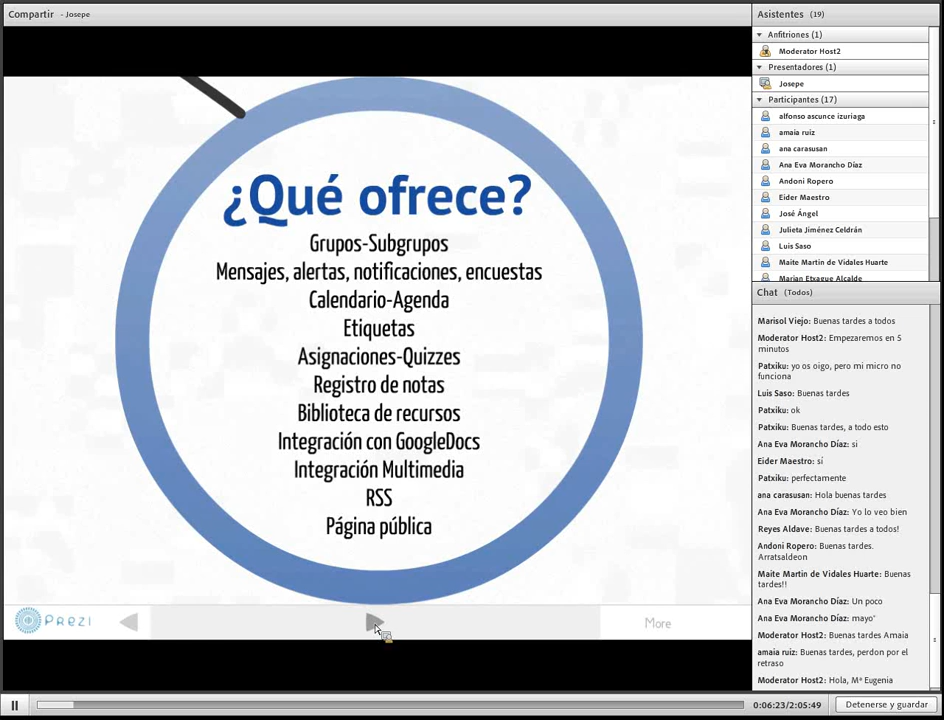 Compartir - Josepe
¿Qué ofrece?
Grupos-Subgrupos
Mensajes, alertas, notificaciones, encuestas
Calendario-Agenda
Etiquetas
Asignaciones-Quizzes
Registro de notas
Biblioteca de recursos
Integración con GoogleDocs
Integración Multimedia
RSS
Página pública
Prezi
More
Asistentes (19)
Anfitriones (1)
Moderator Host2
Presentadores (1)
Josepe
Participantes (17)
alfonso ascunce izuriaga
amaia ruiz
ana carasusan
Ana Eva Morancho Díaz
Andoni Ropero
Eider Maestro
José Ángel
Julieta Jiménez Celdrán
Luis Saso
Maite Martin de Vidales Huarte
Marian Etxague Alcalde
Chat (Todos)
Marisol Viejo: Buenas tardes a todos
Moderator Host2: Empezaremos en 5
minutos
Patxiku: yo os oigo, pero mi micro no
funciona
Luis Saso: Buenas tardes
Patxiku: ok
Patxiku: Buenas tardes, a todo esto
Ana Eva Morancho Díaz: si
Eider Maestro: sí
Patxiku: perfectamente
ana carasusan: Hola buenas tardes
Ana Eva Morancho Díaz: Yo lo veo bien
Reyes Aldave: Buenas tardes a todos!
Andoni Ropero: Buenas tardes.
Arratsaldeon
Maite Martin de Vidales Huarte: Buenas
tardes!!
Ana Eva Morancho Díaz: Un poco
Ana Eva Morancho Díaz: mayo'
Moderator Host2: Buenas tardes Amaia
amaia ruiz: Buenas tardes, perdon por el
retraso
Moderator Host2: Hola, Mª Eugenia
0:06:23/2:05:49
Detenerse y guardar